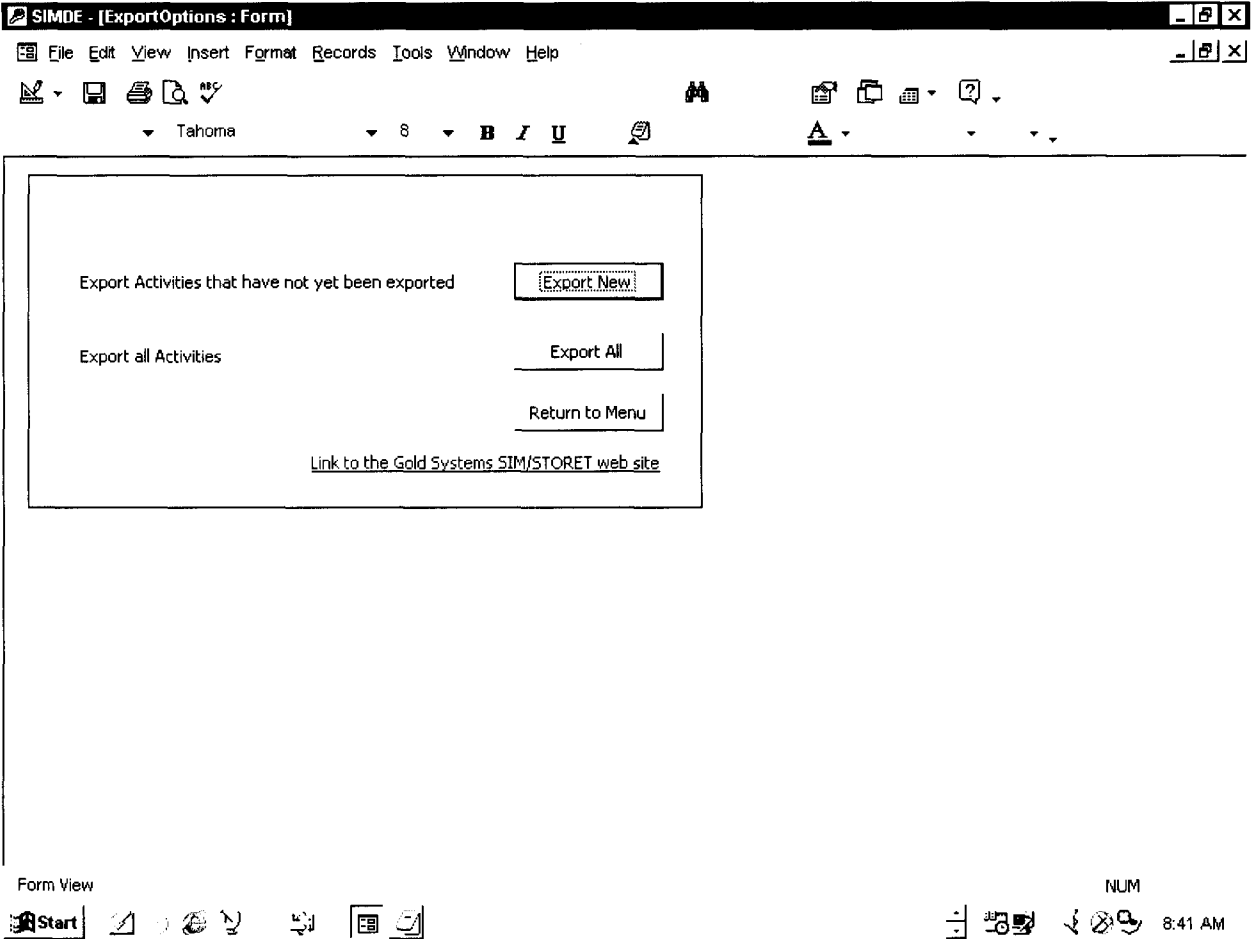 SIMDE - [ExportOptions : Form]
File Edit View Insert Format Records Tools Window Help
ABC
Tahoma 8 B I U A
Export Activities that have not yet been exported Export New
Export all Activities Export All
Return to Menu
Link to the Gold Systems SIM/STORET web site
Form View NUM
Start 8:41 AM